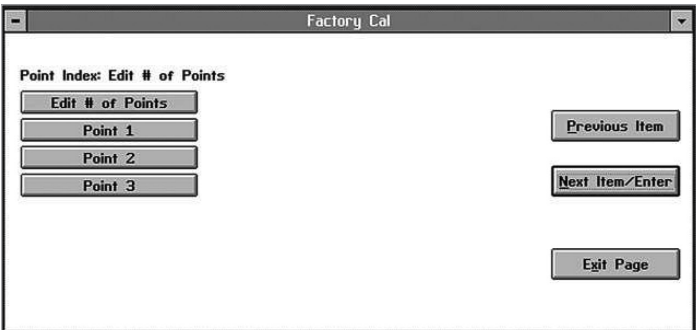 Factory Cal
Point Index: Edit # of Points
Edit # of Points
Point 1
Point 2
Point 3
Previous Item
Next Item/Enter
Exit Page